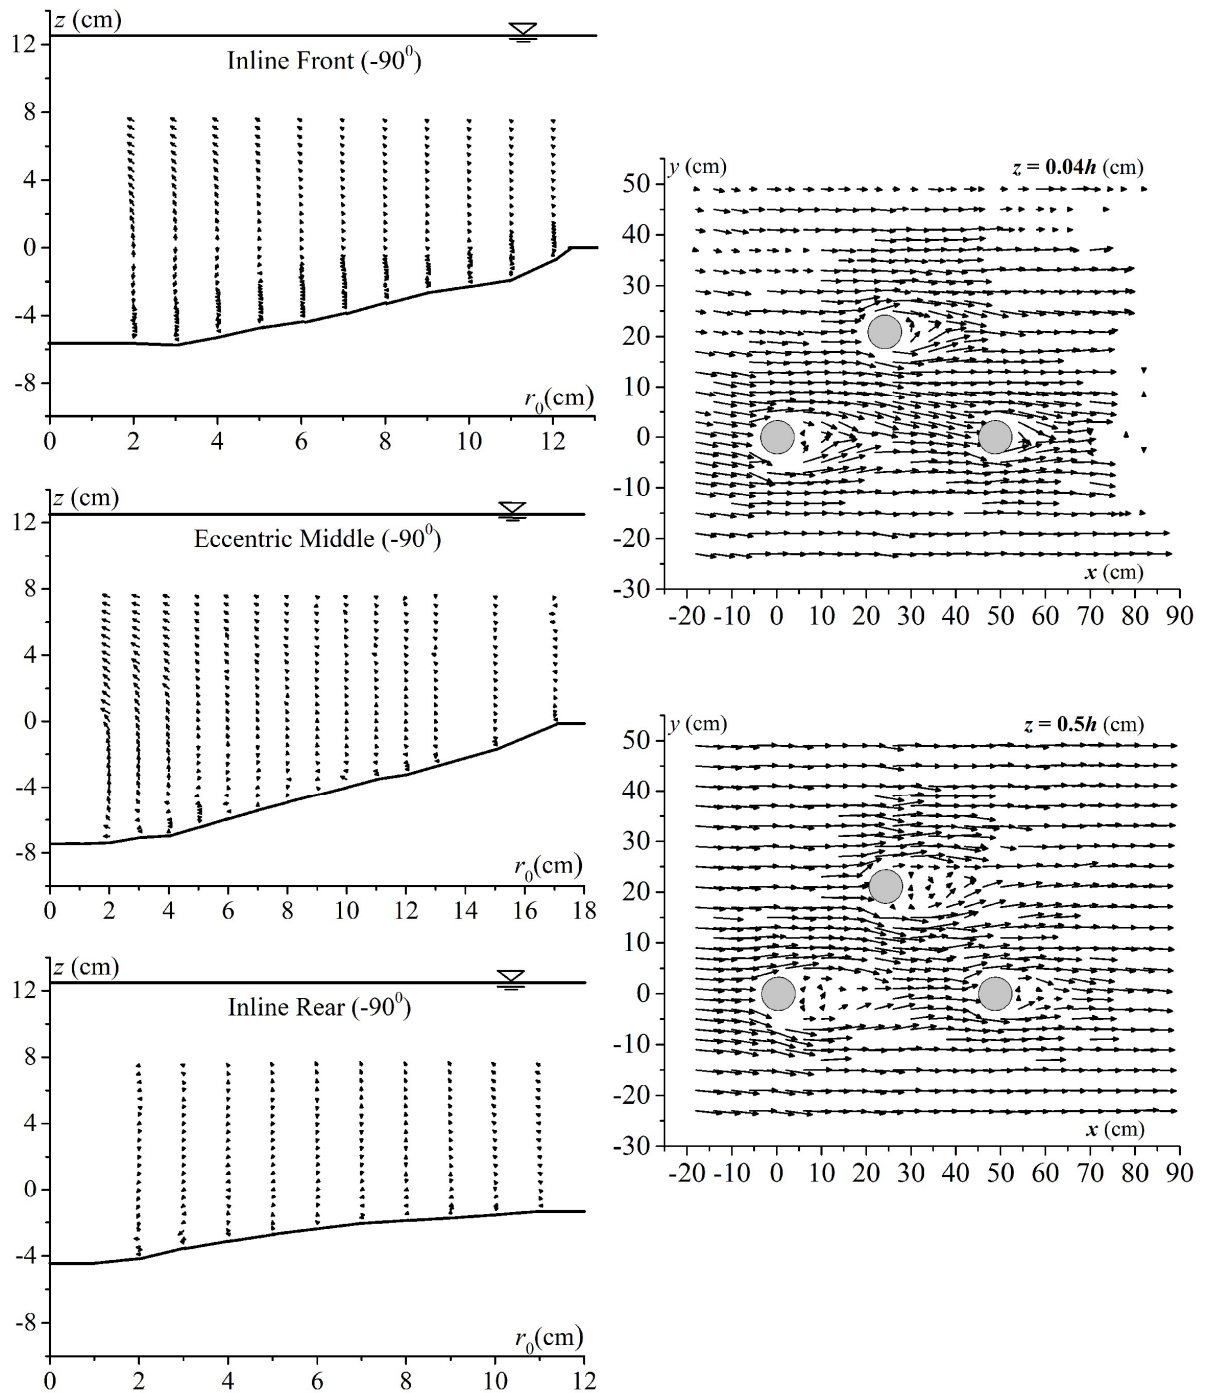 z (cm)
12
8
4
0
-4
-8
Inline Front (-90⁰)
r₀(cm)
0 2 4 6 8 10 12
z (cm)
12
8
4
0
-4
-8
Eccentric Middle (-90⁰)
r₀(cm)
0 2 4 6 8 10 12 14 16 18
z (cm)
12
8
4
0
-4
-8
Inline Rear (-90⁰)
r₀(cm)
0 2 4 6 8 10 12
y (cm)
z = 0.04h (cm)
50
40
30
20
10
0
-10
-20
-30
x (cm)
-20 -10 0 10 20 30 40 50 60 70 80 90
y (cm)
z = 0.5h (cm)
50
40
30
20
10
0
-10
-20
-30
x (cm)
-20 -10 0 10 20 30 40 50 60 70 80 90